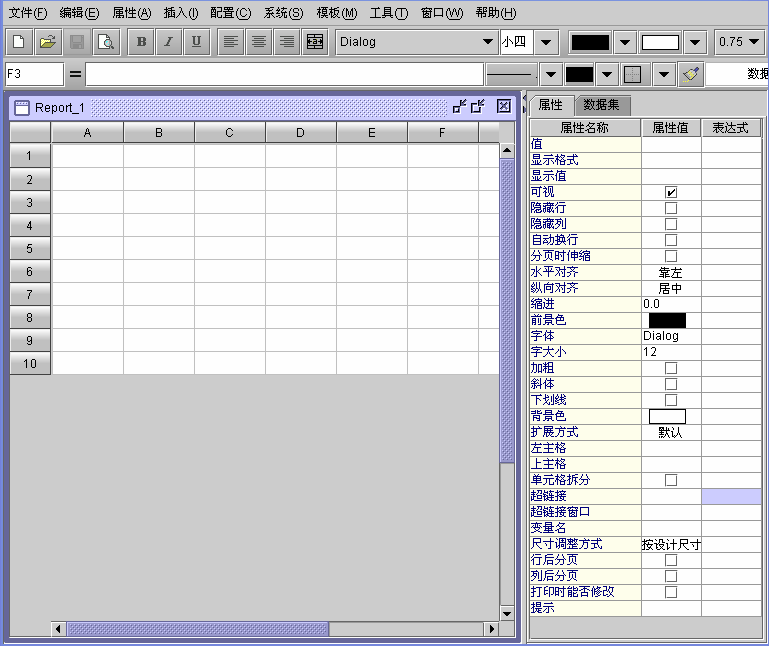 文件(F) 编辑(E) 属性(A) 插入(I) 配置(C) 系统(S) 模板(M) 工具(T) 窗口(W) 帮助(H)
B I U Dialog 小四 0.75
F3 = 数据
Report_1
A B C D E F
1
2
3
4
5
6
7
8
9
10
属性 数据集
属性名称 属性值 表达式
值
显示格式
显示值
可视
隐藏行
隐藏列
自动换行
分页时伸缩
水平对齐 靠左
纵向对齐 居中
缩进 0.0
前景色
字体 Dialog
字大小 12
加粗
斜体
下划线
背景色
扩展方式 默认
左主格
上主格
单元格拆分
超链接
超链接窗口
变量名
尺寸调整方式 按设计尺寸
行后分页
列后分页
打印时能否修改
提示